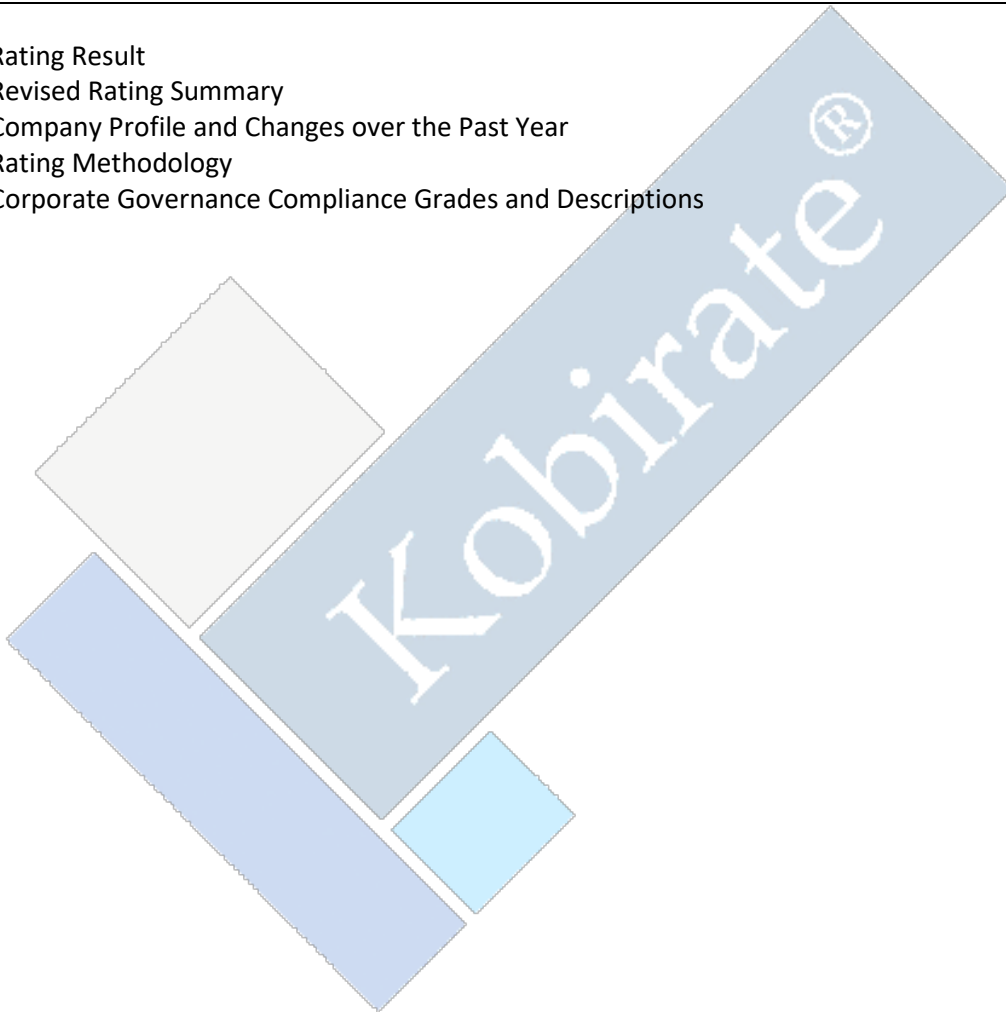 Rating Result
Revised Rating Summary
Company Profile and Changes over the Past Year
Rating Methodology
Corporate Governance Compliance Grades and Descriptions
Kobirate ®